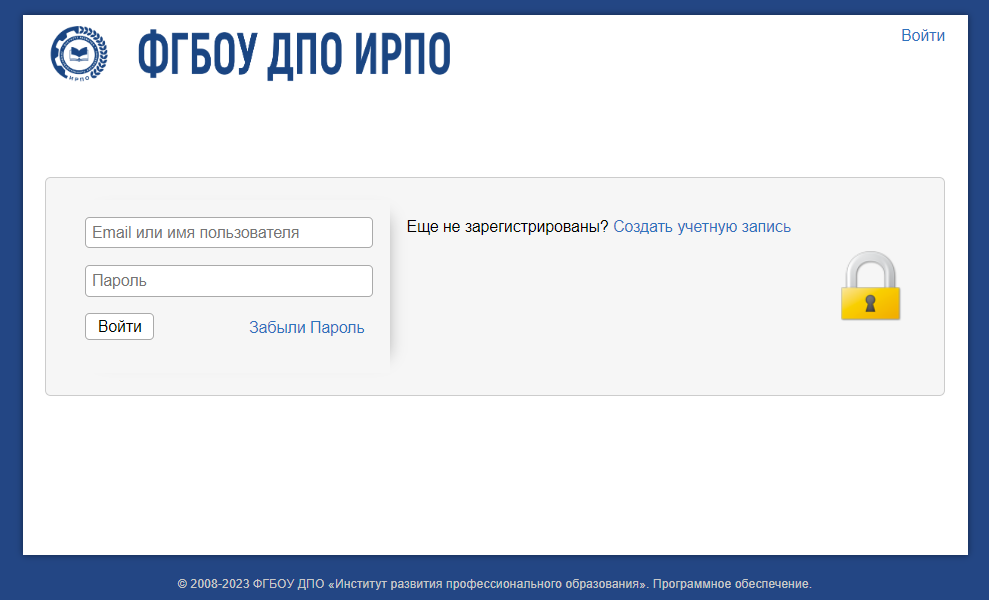 ИРПО
ФГБОУ ДПО ИРПО
Войти
Email или имя пользователя
Еще не зарегистрированы? Создать учетную запись
Пароль
Войти
Забыли Пароль
© 2008-2023 ФГБОУ ДПО «Институт развития профессионального образования». Программное обеспечение.